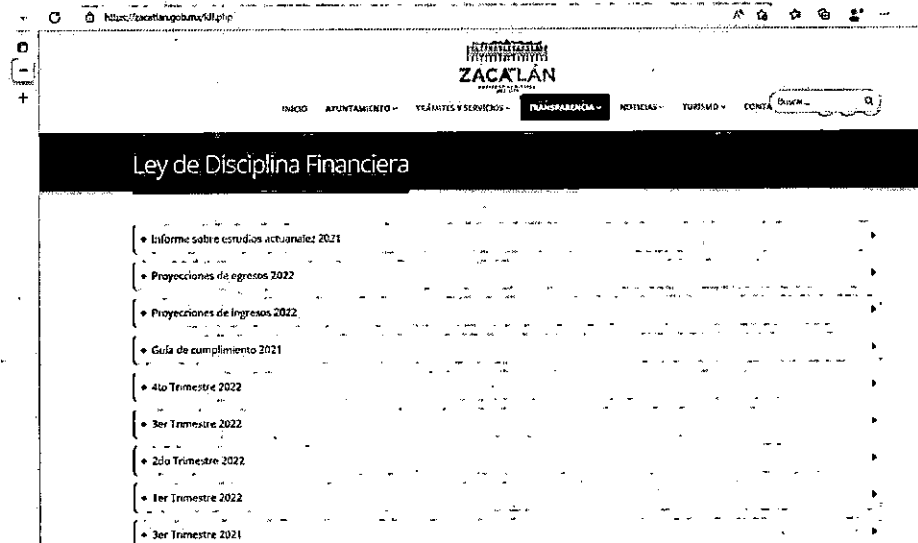 https://zacatlan.gob.mx/ldf.php
ZACATLÁN
INICIO AYUNTAMIENTO TRÁMITES Y SERVICIOS TRANSPARENCIA NOTICIAS TURISMO CONTA Buscar...
Ley de Disciplina Financiera
+ Informe sobre estudios actuariales 2021
+ Proyecciones de egresos 2022
+ Proyecciones de ingresos 2022
+ Guía de cumplimiento 2021
+ 4to Trimestre 2022
+ 3er Trimestre 2022
+ 2do Trimestre 2022
+ 1er Trimestre 2022
+ 3er Trimestre 2021